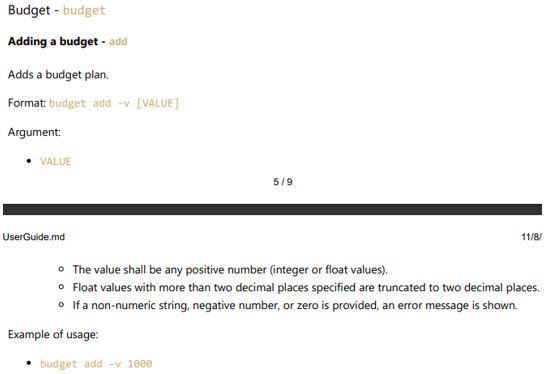 Budget - budget
Adding a budget - add
Adds a budget plan.
Format: budget add -v [VALUE]
Argument:
• VALUE
5 / 9
UserGuide.md 11/8/
◦ The value shall be any positive number (integer or float values).
◦ Float values with more than two decimal places specified are truncated to two decimal places.
◦ If a non-numeric string, negative number, or zero is provided, an error message is shown.
Example of usage:
• budget add -v 1000